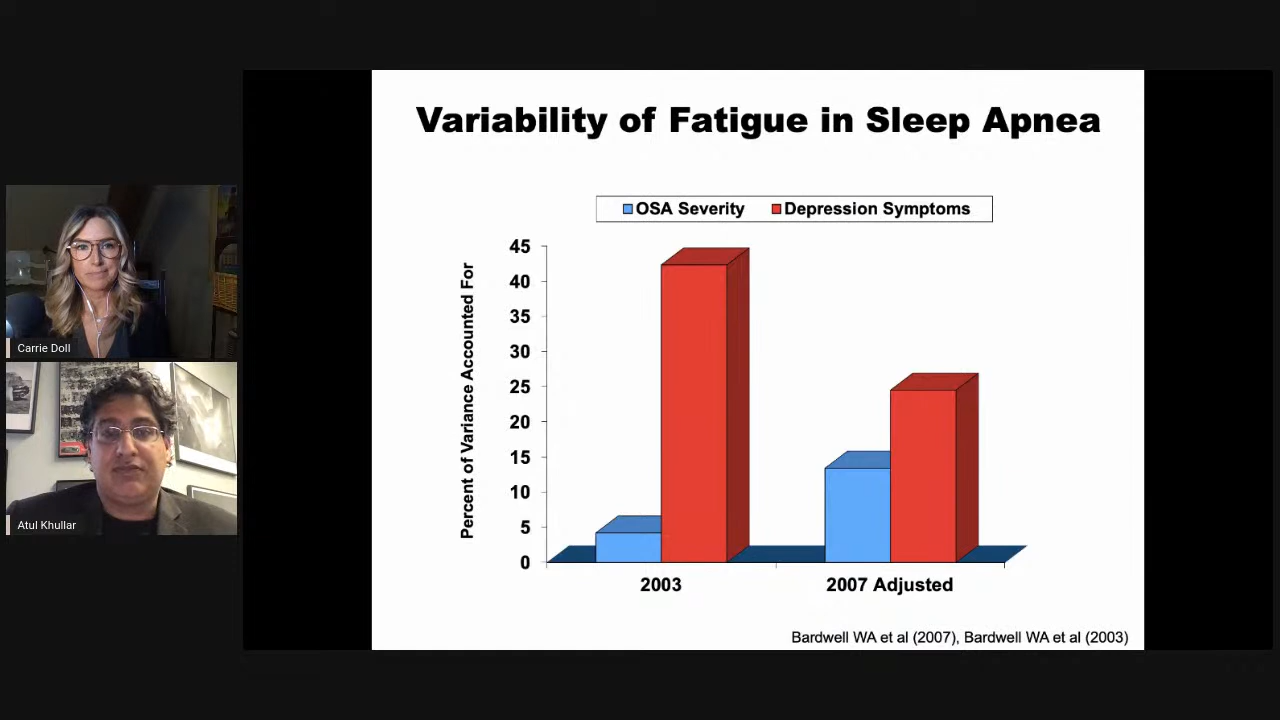 Variability of Fatigue in Sleep Apnea
OSA Severity Depression Symptoms
Percent of Variance Accounted For
45
40
35
30
25
20
15
10
5
0
2003 2007 Adjusted
Bardwell WA et al (2007), Bardwell WA et al (2003)
Carrie Doll
Atul Khullar